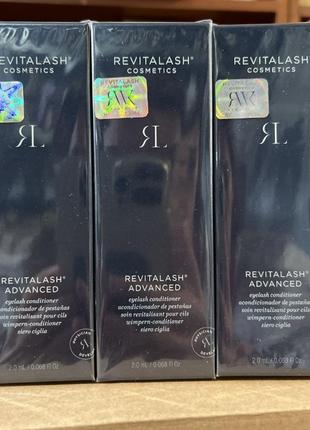 REVITALASH®
COSMETICS
RL
REVITALASH®
ADVANCED
eyelash conditioner
acondicionador de pestañas
soin revitalisant pour cils
wimpern-conditioner
siero ciglia
2.0 mL / 0.068 fl Oz
REVITALASH®
COSMETICS
RL
REVITALASH®
ADVANCED
eyelash conditioner
acondicionador de pestañas
soin revitalisant pour cils
wimpern-conditioner
siero ciglia
PHYSICIAN
DEVELOPED
2.0 mL / 0.068 fl Oz
REVITALASH®
COSMETICS
RL
REVITALASH®
ADVANCED
eyelash conditioner
acondicionador de pestañas
soin revitalisant pour cils
wimpern-conditioner
siero ciglia
2.0 mL / 0.068 fl Oz